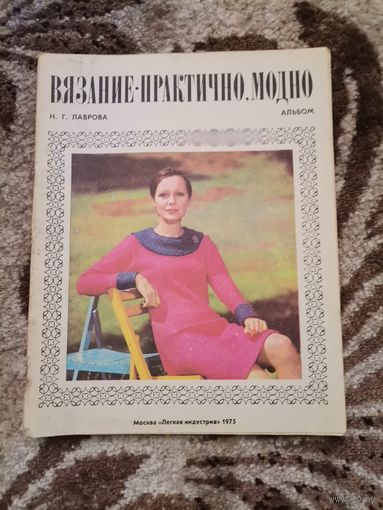 ВЯЗАНИЕ·ПРАКТИЧНО, МОДНО
Н. Г. ЛАВРОВА
АЛЬБОМ
Москва «Легкая индустрия» 1975